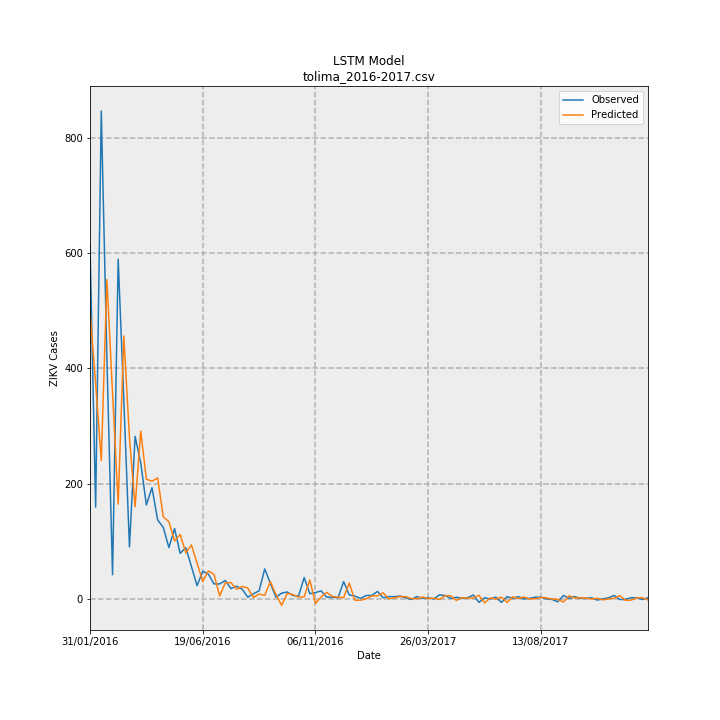 LSTM Model
tolima_2016-2017.csv
Observed
Predicted
800
600
400
200
0
ZIKV Cases
31/01/2016
19/06/2016
06/11/2016
26/03/2017
13/08/2017
Date